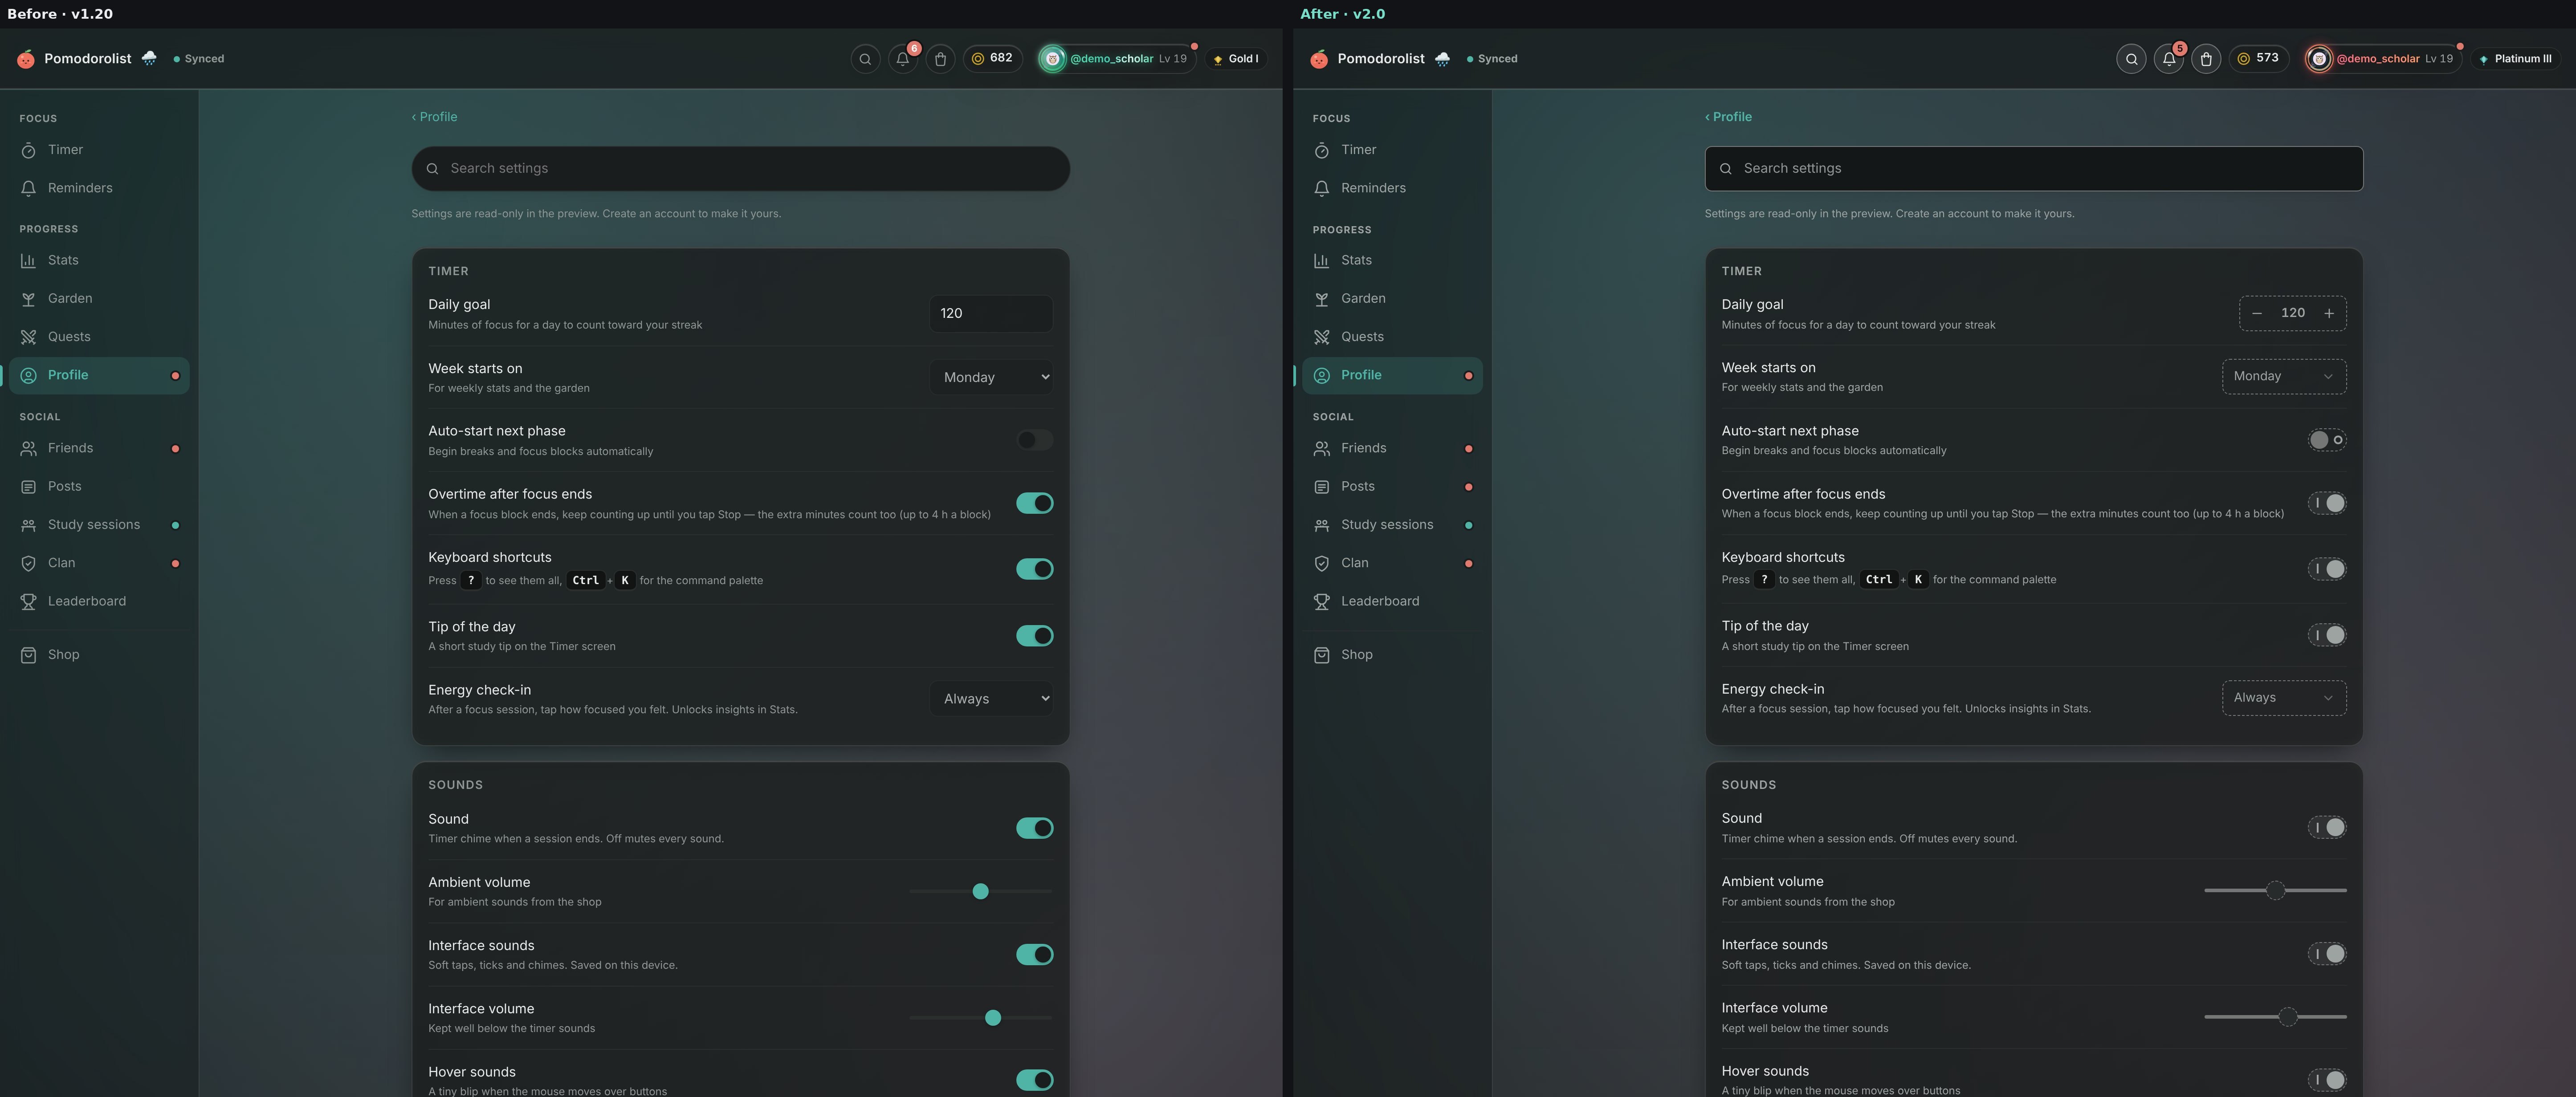 Before · v1.20
Pomodorolist
Synced
6
682
@demo_scholar Lv 19
Gold I
FOCUS
Timer
Reminders
PROGRESS
Stats
Garden
Quests
Profile
SOCIAL
Friends
Posts
Study sessions
Clan
Leaderboard
Shop
‹ Profile
Search settings
Settings are read-only in the preview. Create an account to make it yours.
TIMER
Daily goal
Minutes of focus for a day to count toward your streak
120
Week starts on
For weekly stats and the garden
Monday
Auto-start next phase
Begin breaks and focus blocks automatically
Overtime after focus ends
When a focus block ends, keep counting up until you tap Stop — the extra minutes count too (up to 4 h a block)
Keyboard shortcuts
Press ? to see them all, Ctrl + K for the command palette
Tip of the day
A short study tip on the Timer screen
Energy check-in
After a focus session, tap how focused you felt. Unlocks insights in Stats.
Always
SOUNDS
Sound
Timer chime when a session ends. Off mutes every sound.
Ambient volume
For ambient sounds from the shop
Interface sounds
Soft taps, ticks and chimes. Saved on this device.
Interface volume
Kept well below the timer sounds
Hover sounds
A tiny blip when the mouse moves over buttons
After · v2.0
Pomodorolist
Synced
5
573
@demo_scholar Lv 19
Platinum III
FOCUS
Timer
Reminders
PROGRESS
Stats
Garden
Quests
Profile
SOCIAL
Friends
Posts
Study sessions
Clan
Leaderboard
Shop
‹ Profile
Search settings
Settings are read-only in the preview. Create an account to make it yours.
TIMER
Daily goal
Minutes of focus for a day to count toward your streak
− 120 +
Week starts on
For weekly stats and the garden
Monday
Auto-start next phase
Begin breaks and focus blocks automatically
Overtime after focus ends
When a focus block ends, keep counting up until you tap Stop — the extra minutes count too (up to 4 h a block)
Keyboard shortcuts
Press ? to see them all, Ctrl + K for the command palette
Tip of the day
A short study tip on the Timer screen
Energy check-in
After a focus session, tap how focused you felt. Unlocks insights in Stats.
Always
SOUNDS
Sound
Timer chime when a session ends. Off mutes every sound.
Ambient volume
For ambient sounds from the shop
Interface sounds
Soft taps, ticks and chimes. Saved on this device.
Interface volume
Kept well below the timer sounds
Hover sounds
A tiny blip when the mouse moves over buttons